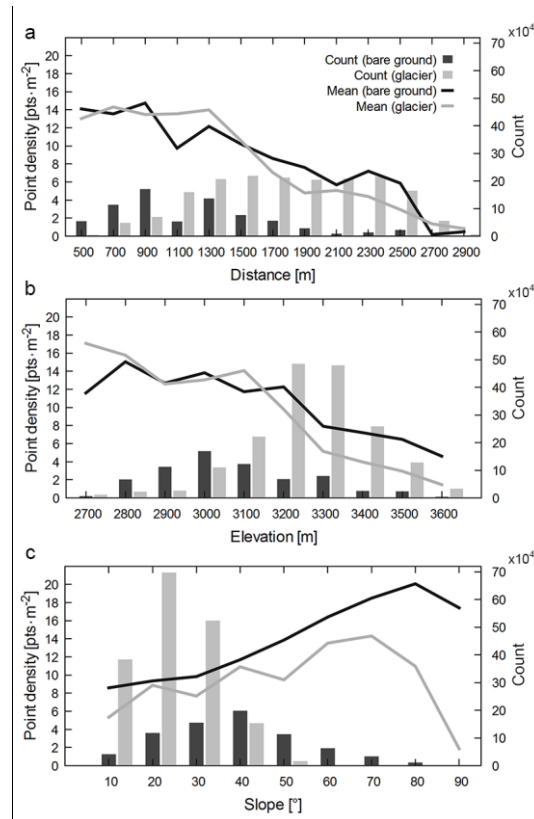 a
Point density [pts·m⁻²]
20
18
16
14
12
10
8
6
4
2
0
Count (bare ground)
Count (glacier)
Mean (bare ground)
Mean (glacier)
x10⁴
70
60
50
40
30
20
10
0
Count
500 700 900 1100 1300 1500 1700 1900 2100 2300 2500 2700 2900
Distance [m]
b
Point density [pts·m⁻²]
20
18
16
14
12
10
8
6
4
2
0
x10⁴
70
60
50
40
30
20
10
0
Count
2700 2800 2900 3000 3100 3200 3300 3400 3500 3600
Elevation [m]
c
Point density [pts·m⁻²]
20
18
16
14
12
10
8
6
4
2
0
x10⁴
70
60
50
40
30
20
10
0
Count
10 20 30 40 50 60 70 80 90
Slope [°]